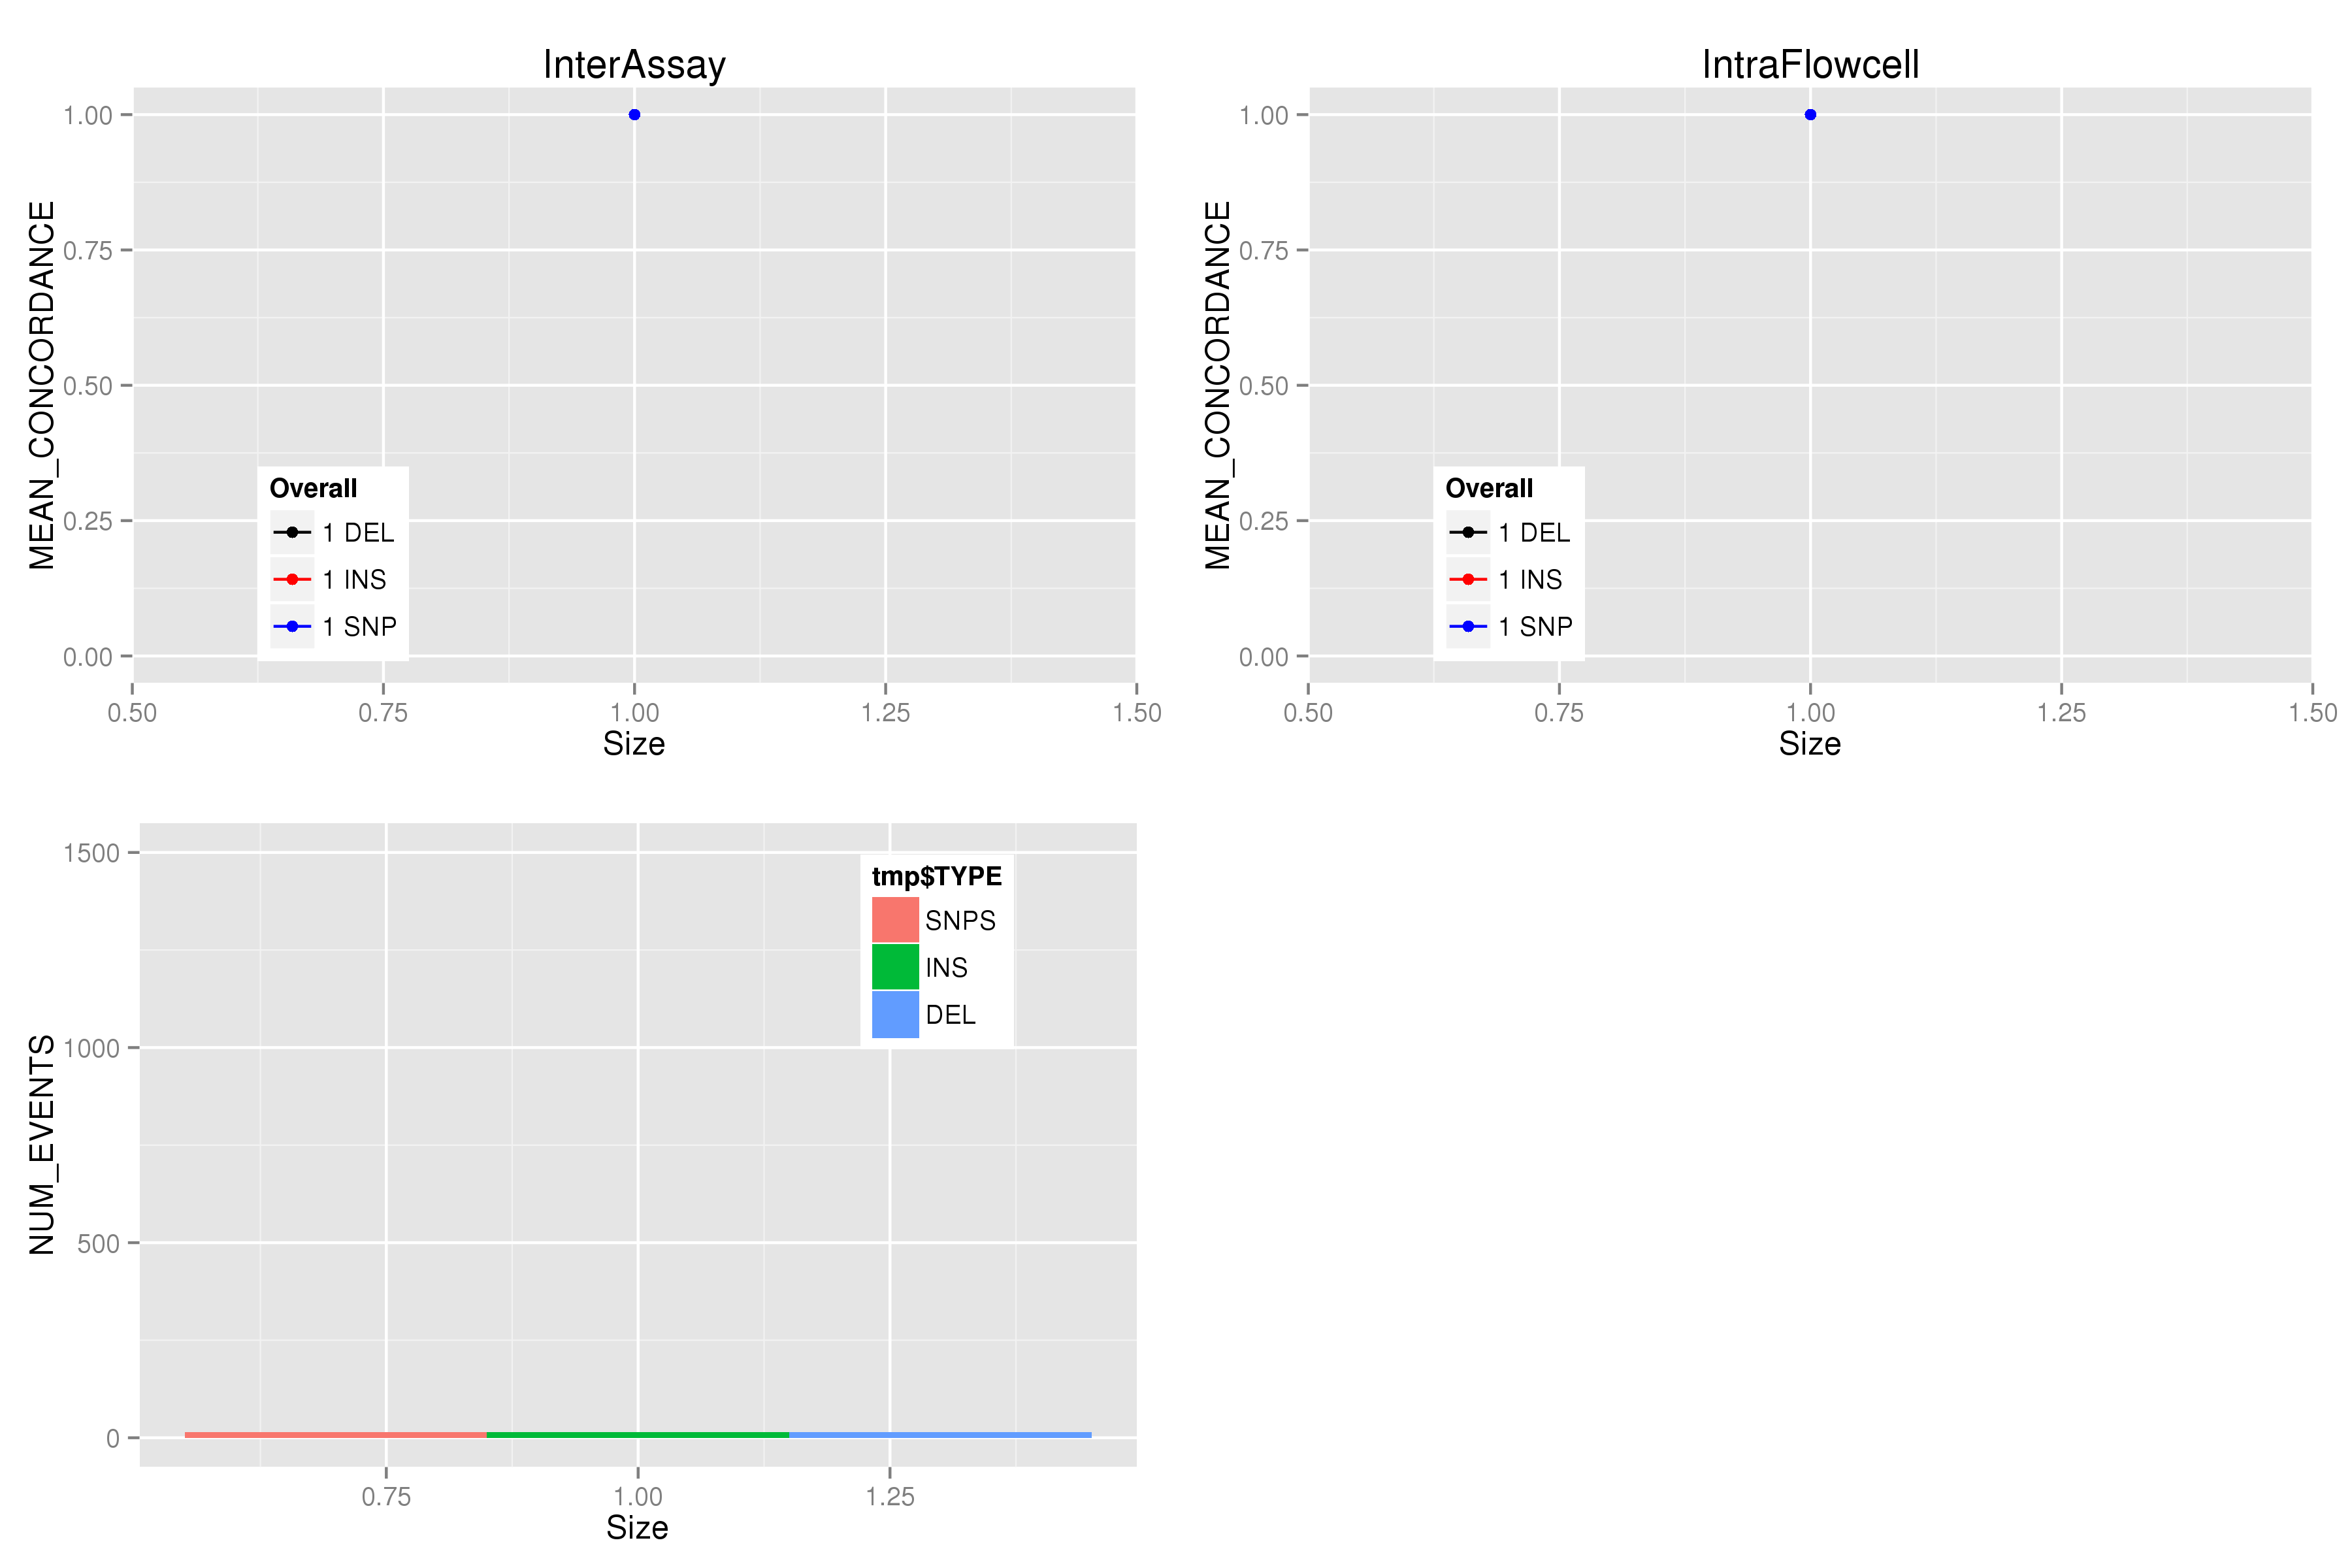 InterAssay
MEAN_CONCORDANCE
1.00
0.75
0.50
0.25
0.00
Overall
1 DEL
1 INS
1 SNP
0.50 0.75 1.00 1.25 1.50
Size
IntraFlowcell
MEAN_CONCORDANCE
1.00
0.75
0.50
0.25
0.00
Overall
1 DEL
1 INS
1 SNP
0.50 0.75 1.00 1.25 1.50
Size
NUM_EVENTS
1500
1000
500
0
tmp$TYPE
SNPS
INS
DEL
0.75 1.00 1.25
Size